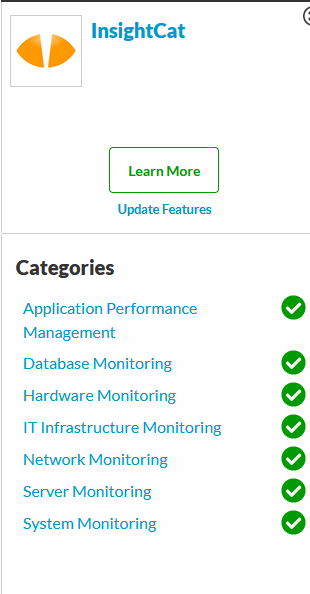 InsightCat
Learn More
Update Features
Categories
Application Performance
Management
Database Monitoring
Hardware Monitoring
IT Infrastructure Monitoring
Network Monitoring
Server Monitoring
System Monitoring